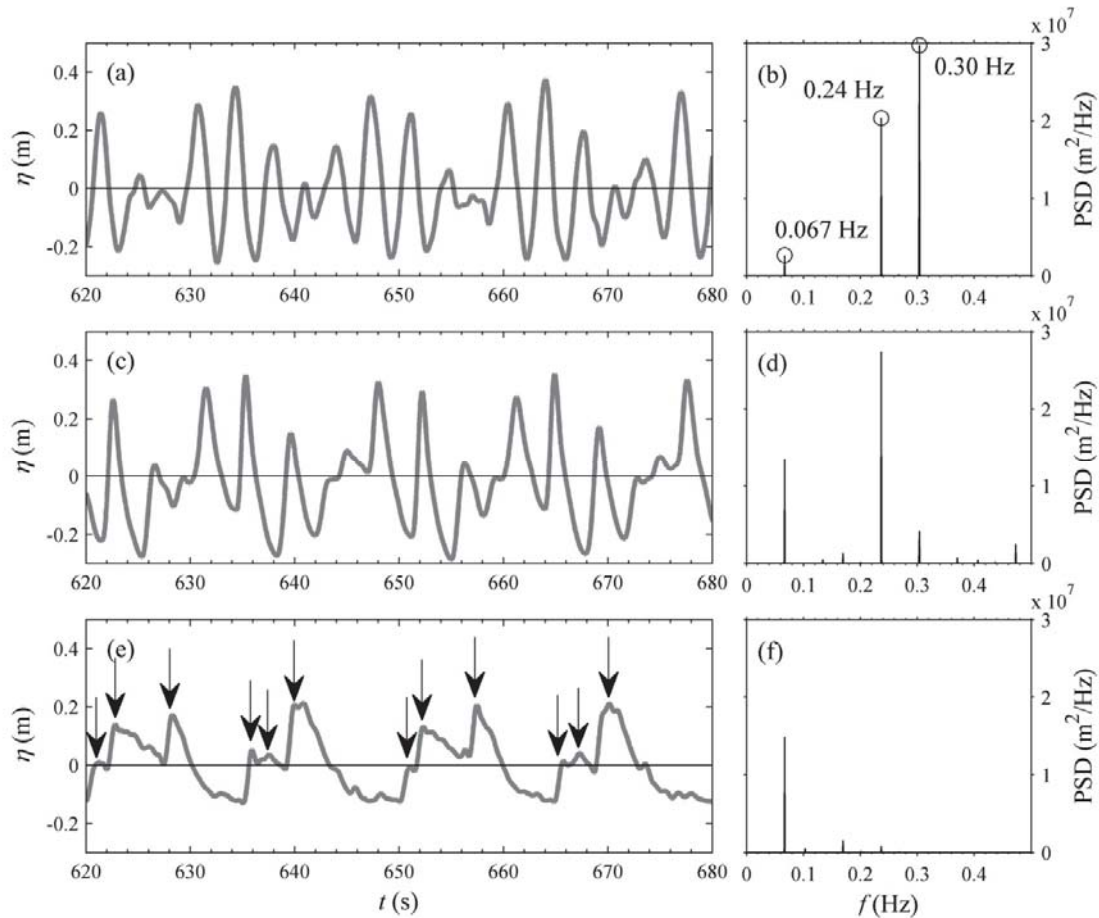 x 10^7
(a)
η (m)
0.4
0.2
0
-0.2
620 630 640 650 660 670 680
(b)
0.30 Hz
0.24 Hz
0.067 Hz
3
2
1
0
PSD (m^2/Hz)
0 0.1 0.2 0.3 0.4
x 10^7
(c)
η (m)
0.4
0.2
0
-0.2
620 630 640 650 660 670 680
(d)
3
2
1
0
PSD (m^2/Hz)
0 0.1 0.2 0.3 0.4
x 10^7
(e)
η (m)
0.4
0.2
0
-0.2
620 630 640 650 660 670 680
t (s)
(f)
3
2
1
0
PSD (m^2/Hz)
0 0.1 0.2 0.3 0.4
f (Hz)